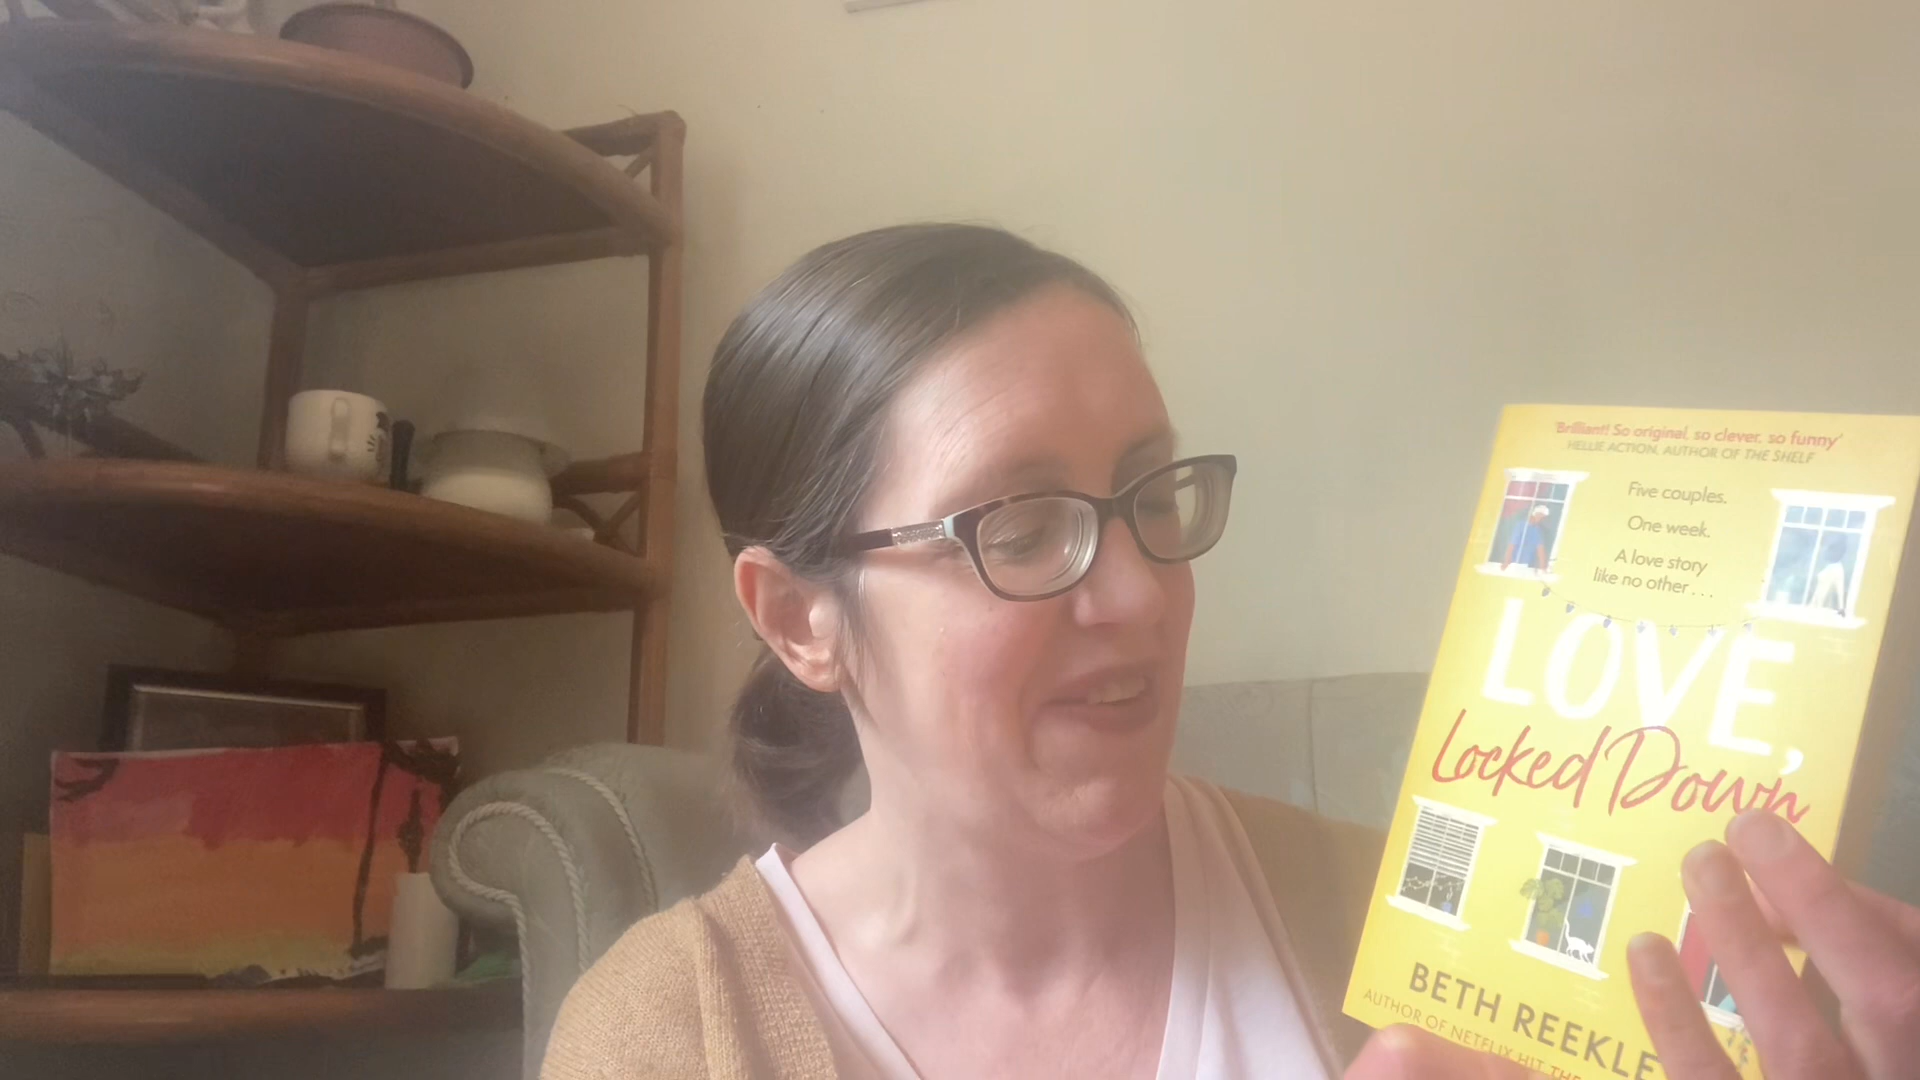 'Brilliant! So original, so clever, so funny'
HELLIE ACTION, AUTHOR OF THE SHELF
Five couples.
One week.
A love story
like no other . . .
LOVE,
Locked Down
BETH REEKLE
AUTHOR OF NETFLIX HIT THE